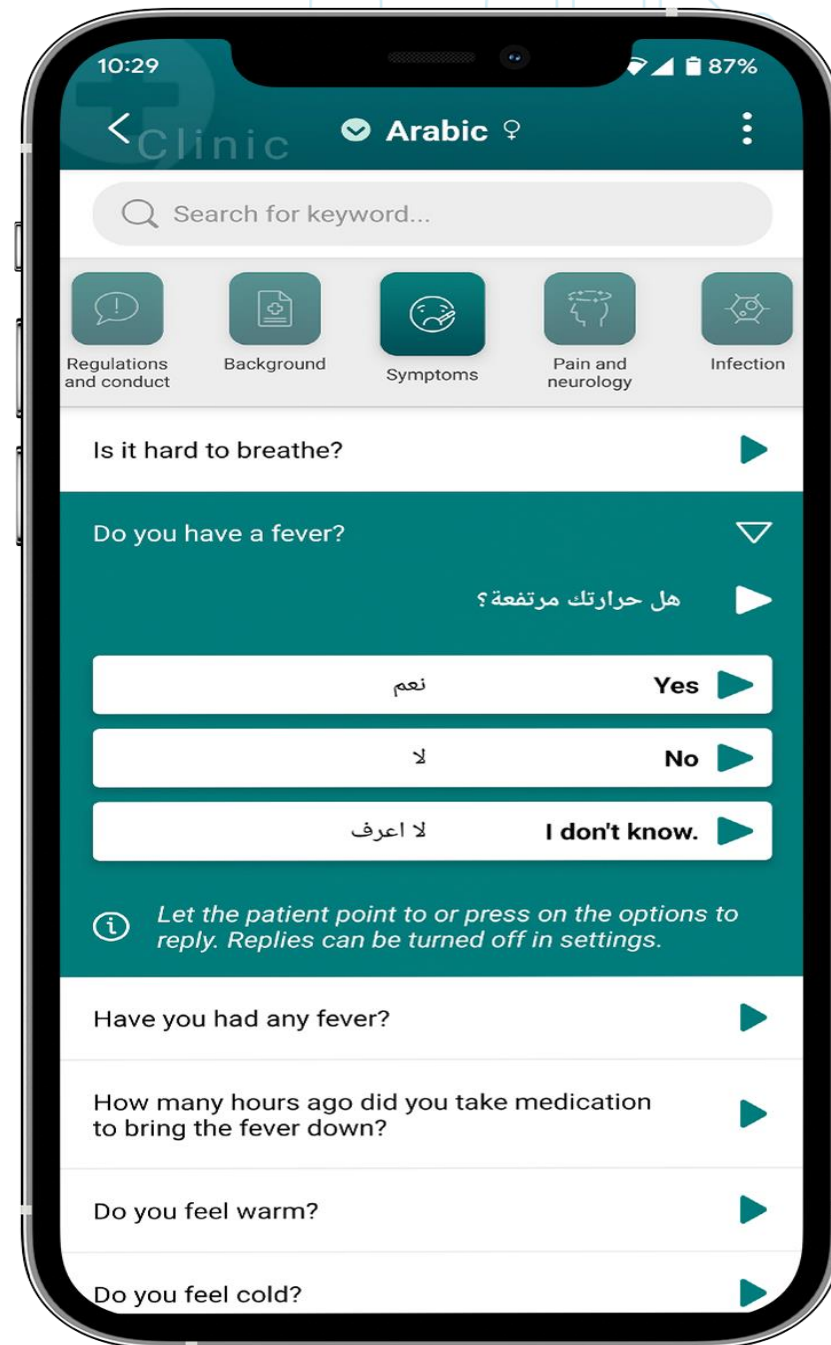 10:29
87%
Clinic
Arabic ♀
Search for keyword...
Regulations
and conduct
Background
Symptoms
Pain and
neurology
Infection
Is it hard to breathe?
Do you have a fever?
هل حرارتك مرتفعة؟
نعم Yes
لا No
لا اعرف I don't know.
Let the patient point to or press on the options to
reply. Replies can be turned off in settings.
Have you had any fever?
How many hours ago did you take medication
to bring the fever down?
Do you feel warm?
Do you feel cold?